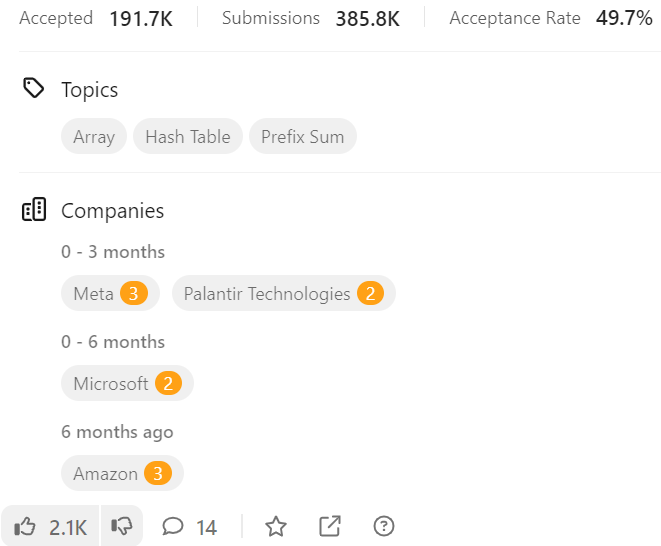 Accepted 191.7K Submissions 385.8K Acceptance Rate 49.7%
Topics
Array Hash Table Prefix Sum
Companies
0 - 3 months
Meta 3 Palantir Technologies 2
0 - 6 months
Microsoft 2
6 months ago
Amazon 3
2.1K 14